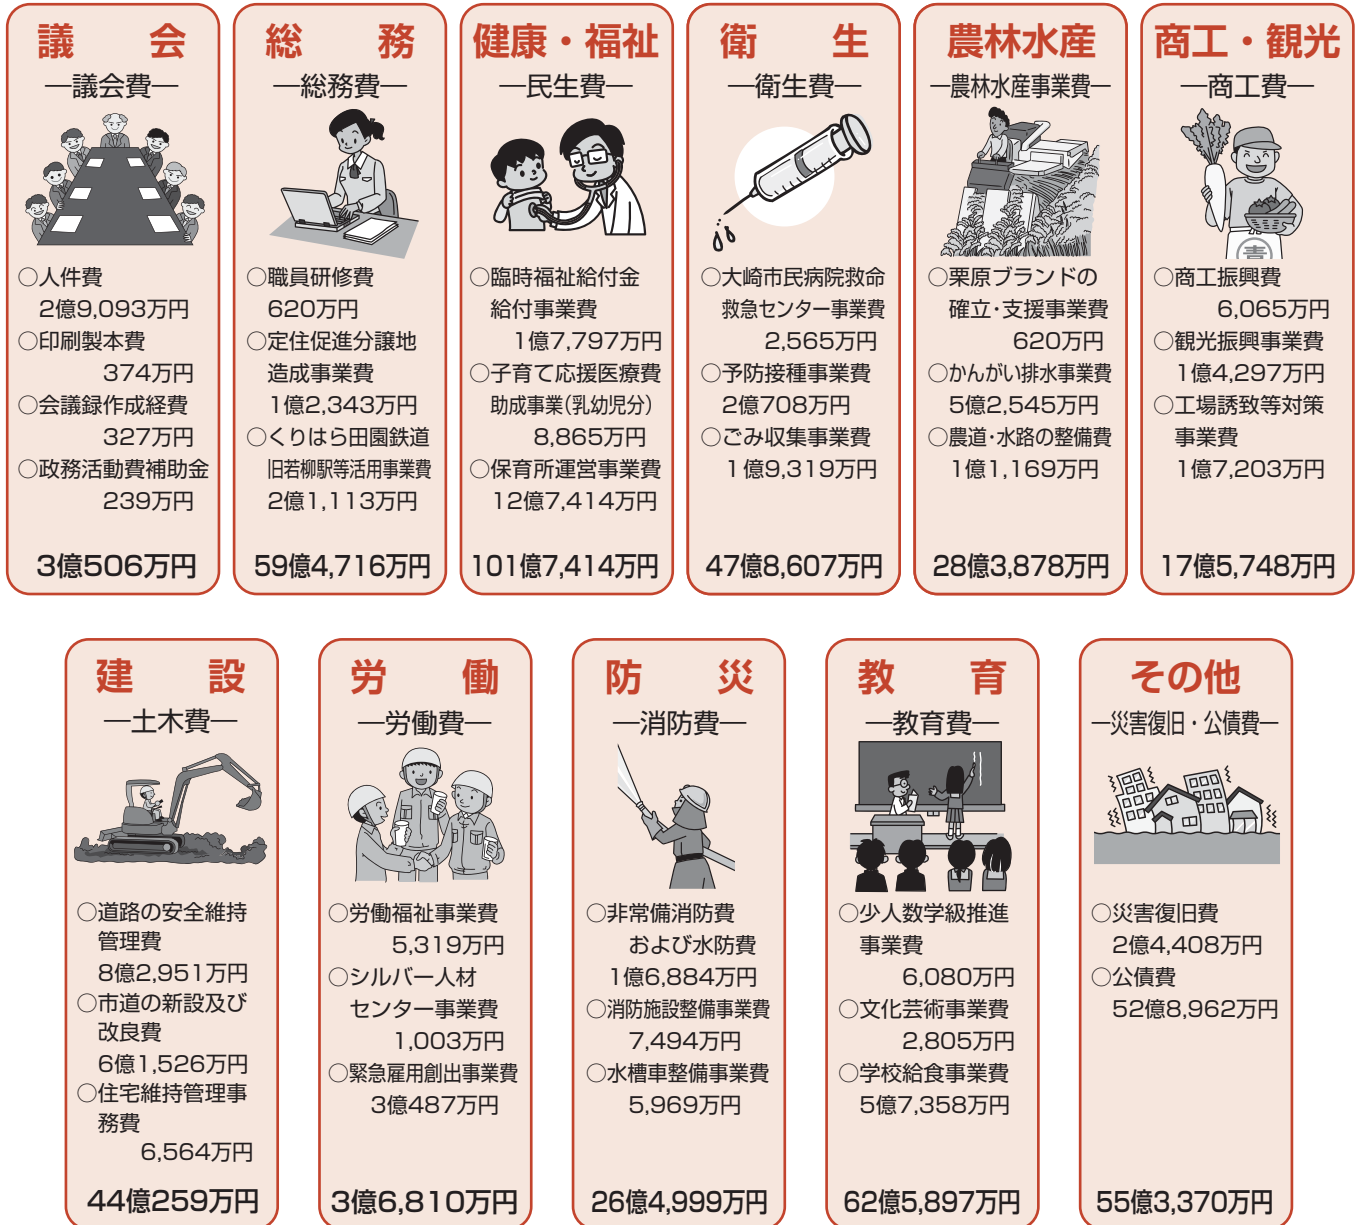 議会
―議会費―
○人件費
2億9,093万円
○印刷製本費
374万円
○会議録作成経費
327万円
○政務活動費補助金
239万円
3億506万円
総務
―総務費―
○職員研修費
620万円
○定住促進分譲地
造成事業費
1億2,343万円
○くりはら田園鉄道
旧若柳駅等活用事業費
2億1,113万円
59億4,716万円
健康・福祉
―民生費―
○臨時福祉給付金
給付事業費
1億7,797万円
○子育て応援医療費
助成事業(乳幼児分)
8,865万円
○保育所運営事業費
12億7,414万円
101億7,414万円
衛生
―衛生費―
○大崎市民病院救命
救急センター事業費
2,565万円
○予防接種事業費
2億708万円
○ごみ収集事業費
1億9,319万円
47億8,607万円
農林水産
―農林水産事業費―
○栗原ブランドの
確立・支援事業費
620万円
○かんがい排水事業費
5億2,545万円
○農道・水路の整備費
1億1,169万円
28億3,878万円
商工・観光
―商工費―
青
○商工振興費
6,065万円
○観光振興事業費
1億4,297万円
○工場誘致等対策
事業費
1億7,203万円
17億5,748万円
建設
―土木費―
○道路の安全維持
管理費
8億2,951万円
○市道の新設及び
改良費
6億1,526万円
○住宅維持管理事
務費
6,564万円
44億259万円
労働
―労働費―
○労働福祉事業費
5,319万円
○シルバー人材
センター事業費
1,003万円
○緊急雇用創出事業費
3億487万円
3億6,810万円
防災
―消防費―
○非常備消防費
および水防費
1億6,884万円
○消防施設整備事業費
7,494万円
○水槽車整備事業費
5,969万円
26億4,999万円
教育
―教育費―
○少人数学級推進
事業費
6,080万円
○文化芸術事業費
2,805万円
○学校給食事業費
5億7,358万円
62億5,897万円
その他
―災害復旧・公債費―
○災害復旧費
2億4,408万円
○公債費
52億8,962万円
55億3,370万円